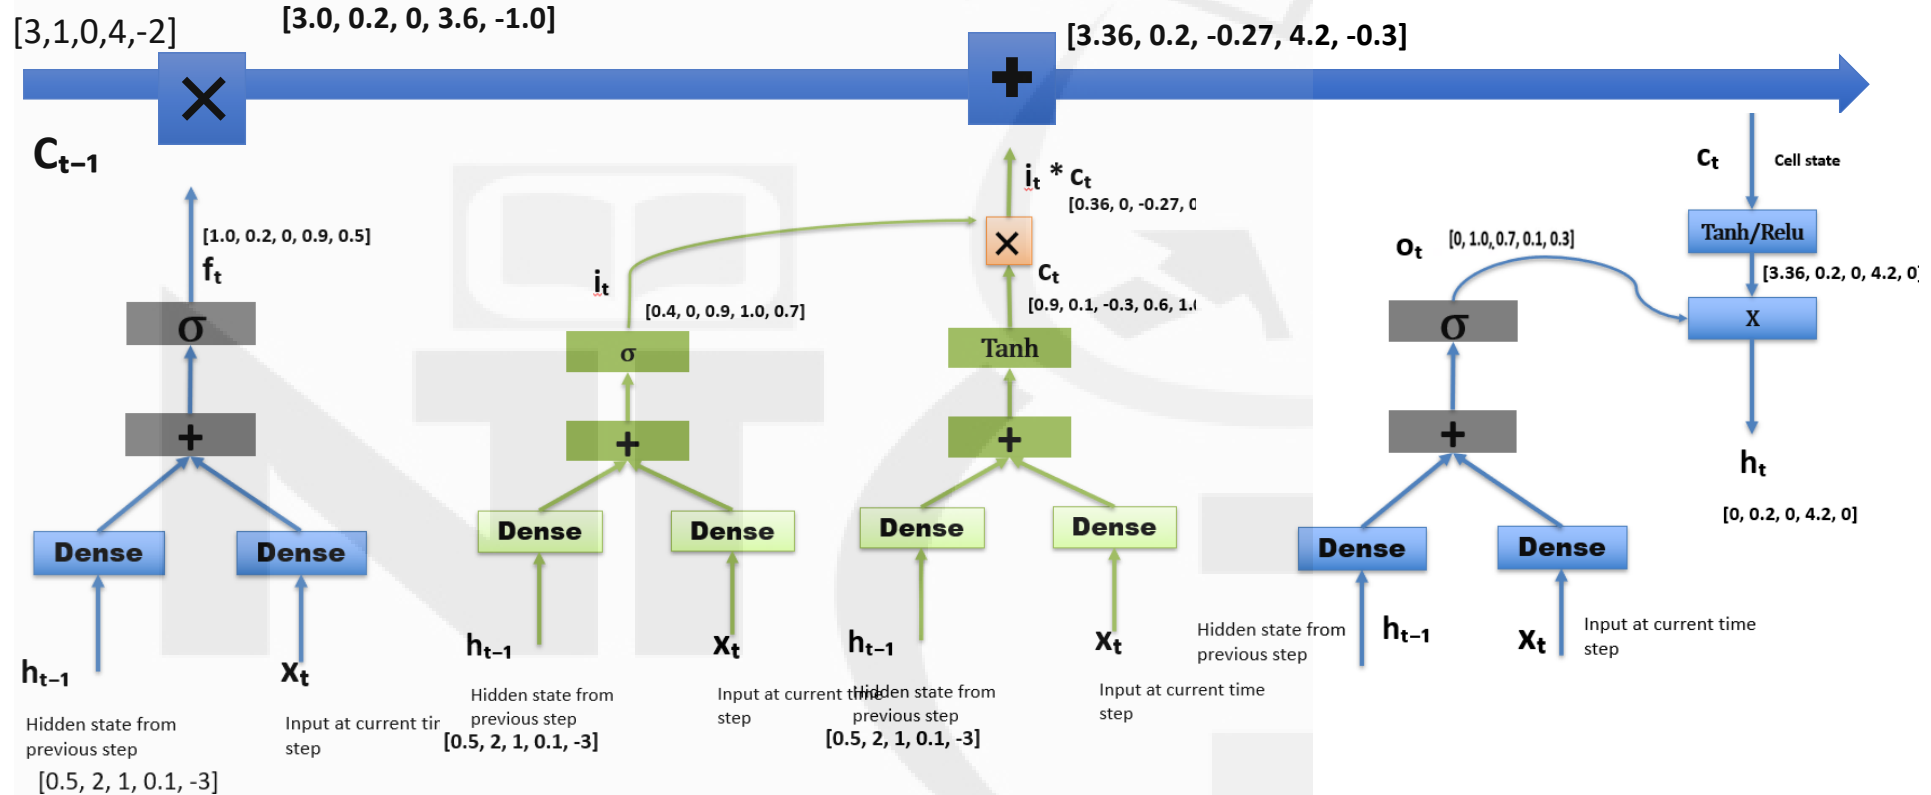 [3,1,0,4,-2]
[3.0, 0.2, 0, 3.6, -1.0]
[3.36, 0.2, -0.27, 4.2, -0.3]
×
+
Cₜ₋₁
[1.0, 0.2, 0, 0.9, 0.5]
fₜ
σ
+
Dense
Dense
hₜ₋₁
xₜ
Hidden state from
previous step
[0.5, 2, 1, 0.1, -3]
Input at current tir
step
iₜ
[0.4, 0, 0.9, 1.0, 0.7]
σ
+
Dense
Dense
hₜ₋₁
xₜ
Hidden state from
previous step
[0.5, 2, 1, 0.1, -3]
Input at current time
step
iₜ * cₜ
[0.36, 0, -0.27, 0
×
cₜ
[0.9, 0.1, -0.3, 0.6, 1.
Tanh
+
Dense
Dense
hₜ₋₁
xₜ
Hidden state from
previous step
[0.5, 2, 1, 0.1, -3]
Input at current time
step
oₜ
[0, 1.0, 0.7, 0.1, 0.3]
σ
+
Dense
Dense
Hidden state from
previous step
hₜ₋₁
xₜ
Input at current time
step
cₜ
Cell state
Tanh/Relu
[3.36, 0.2, 0, 4.2, 0]
X
hₜ
[0, 0.2, 0, 4.2, 0]